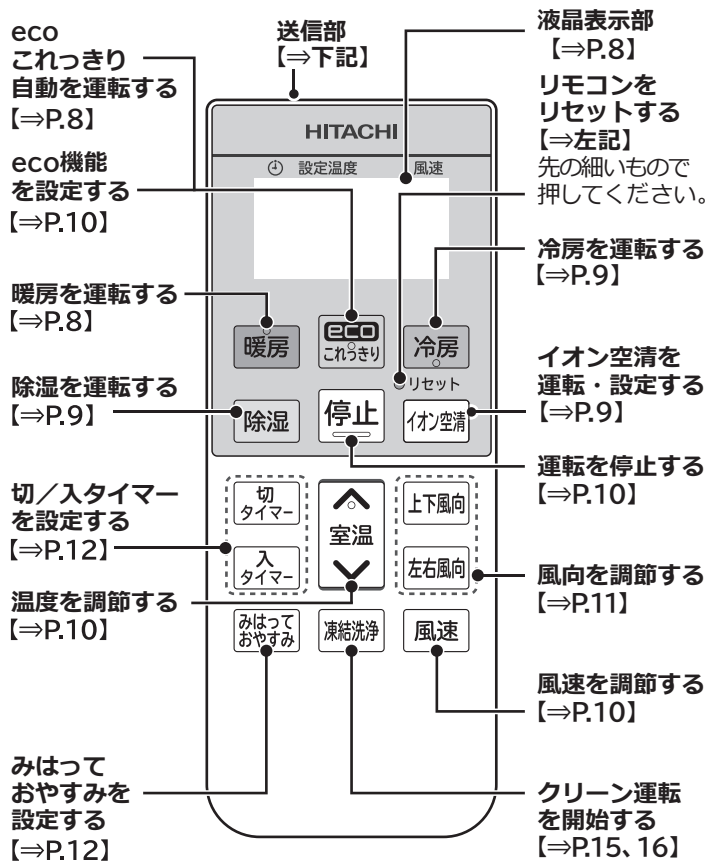 eco
これっきり
自動を運転する
【⇒P.8】
eco機能
を設定する
【⇒P.10】
暖房を運転する
【⇒P.8】
除湿を運転する
【⇒P.9】
切／入タイマー
を設定する
【⇒P.12】
温度を調節する
【⇒P.10】
みはって
おやすみを
設定する
【⇒P.12】
送信部
【⇒下記】
HITACHI
設定温度 風速
暖房
eco
これっきり
冷房
リセット
除湿
停止
イオン空清
切
タイマー
室温
上下風向
入
タイマー
左右風向
みはって
おやすみ
凍結洗浄
風速
液晶表示部
【⇒P.8】
リモコンを
リセットする
【⇒左記】
先の細いもので
押してください。
冷房を運転する
【⇒P.9】
イオン空清を
運転・設定する
【⇒P.9】
運転を停止する
【⇒P.10】
風向を調節する
【⇒P.11】
風速を調節する
【⇒P.10】
クリーン運転
を開始する
【⇒P.15、16】